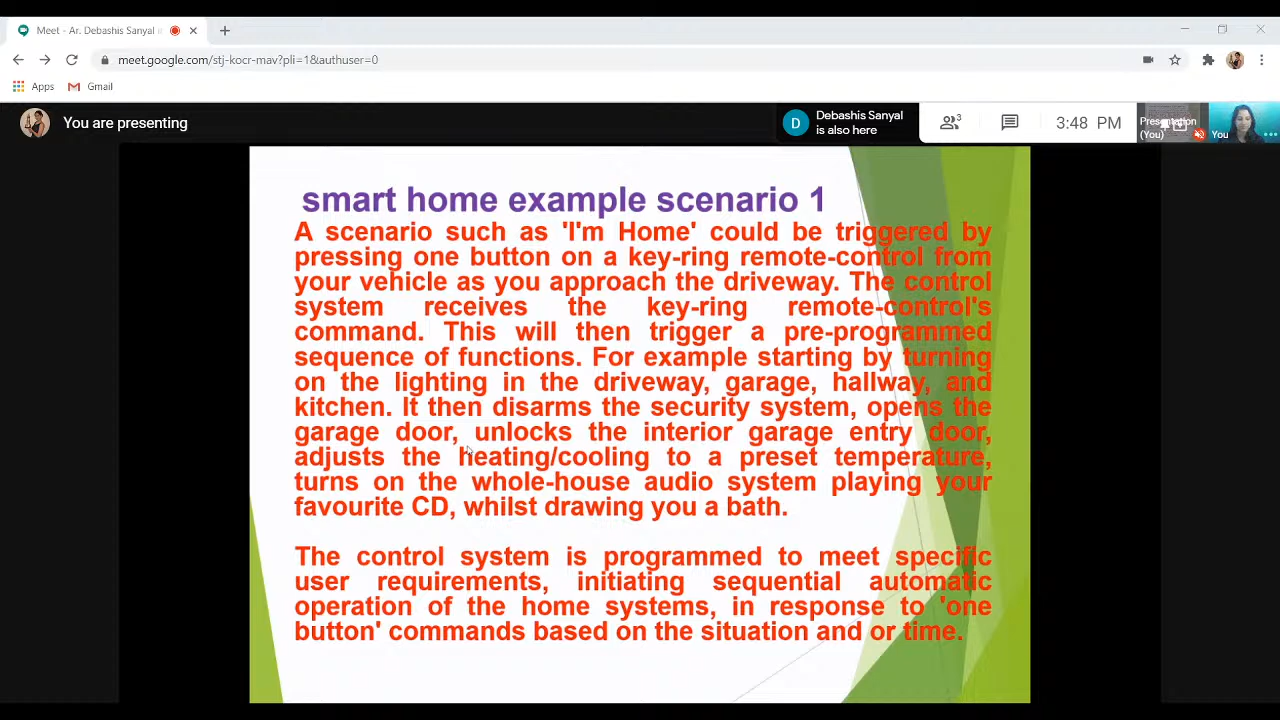 Meet - Ar. Debashis Sanyal
meet.google.com/stj-kocr-mav?pli=1&authuser=0
Apps Gmail
You are presenting
D
Debashis Sanyal
is also here
3
3:48 PM
Presentation
(You)
You
smart home example scenario 1
A scenario such as 'I'm Home' could be triggered by
pressing one button on a key-ring remote-control from
your vehicle as you approach the driveway. The control
system receives the key-ring remote-control's
command. This will then trigger a pre-programmed
sequence of functions. For example starting by turning
on the lighting in the driveway, garage, hallway, and
kitchen. It then disarms the security system, opens the
garage door, unlocks the interior garage entry door,
adjusts the heating/cooling to a preset temperature,
turns on the whole-house audio system playing your
favourite CD, whilst drawing you a bath.
The control system is programmed to meet specific
user requirements, initiating sequential automatic
operation of the home systems, in response to 'one
button' commands based on the situation and or time.